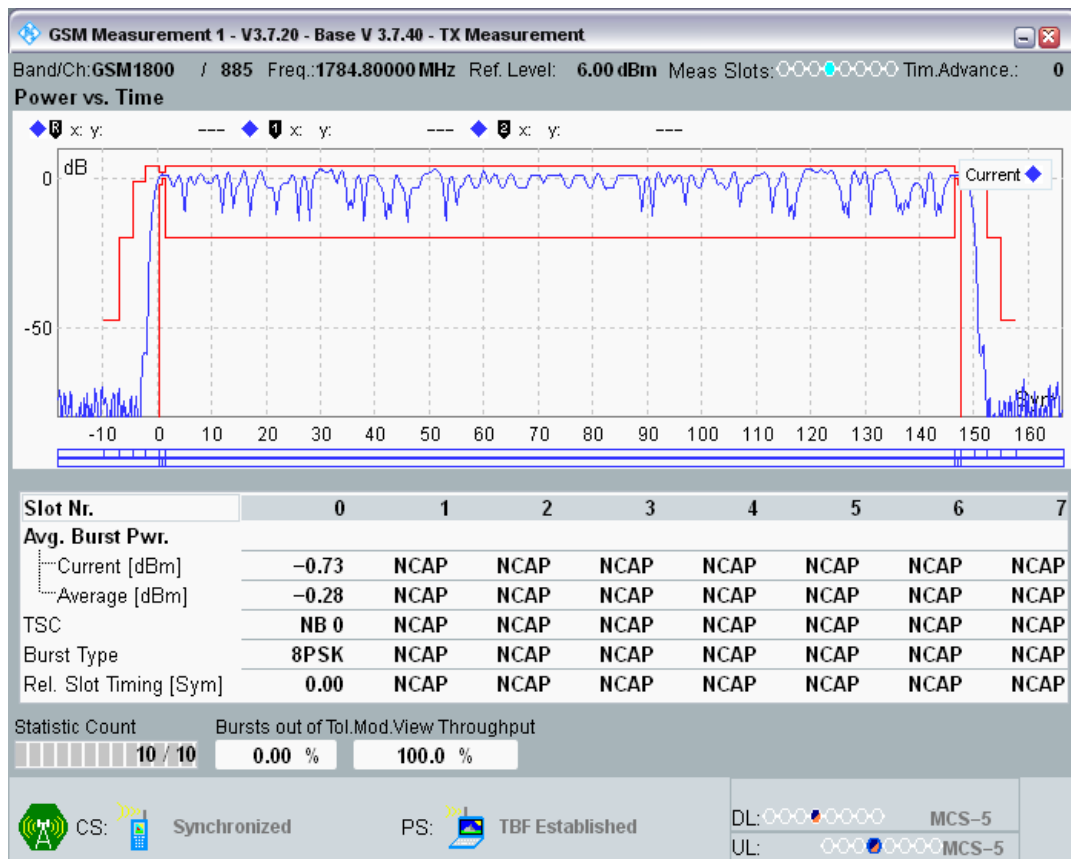 GSM Measurement 1 - V3.7.20 - Base V 3.7.40 - TX Measurement
Band/Ch:GSM1800 / 885 Freq.:1784.80000 MHz Ref. Level: 6.00 dBm Meas Slots: Tim.Advance.: 0
Power vs. Time
R x: y: --- 1 x: y: --- 2 x: y: ---
dB
0
Current
-50
Sym
-10 0 10 20 30 40 50 60 70 80 90 100 110 120 130 140 150 160
Slot Nr. 0 1 2 3 4 5 6 7
Avg. Burst Pwr.
Current [dBm] −0.73 NCAP NCAP NCAP NCAP NCAP NCAP NCAP
Average [dBm] −0.28 NCAP NCAP NCAP NCAP NCAP NCAP NCAP
TSC NB 0 NCAP NCAP NCAP NCAP NCAP NCAP NCAP
Burst Type 8PSK NCAP NCAP NCAP NCAP NCAP NCAP NCAP
Rel. Slot Timing [Sym] 0.00 NCAP NCAP NCAP NCAP NCAP NCAP NCAP
Statistic Count Bursts out of Tol.Mod.View Throughput
10 / 10 0.00 % 100.0 %
CS: Synchronized PS: TBF Established DL: MCS−5
UL: MCS−5